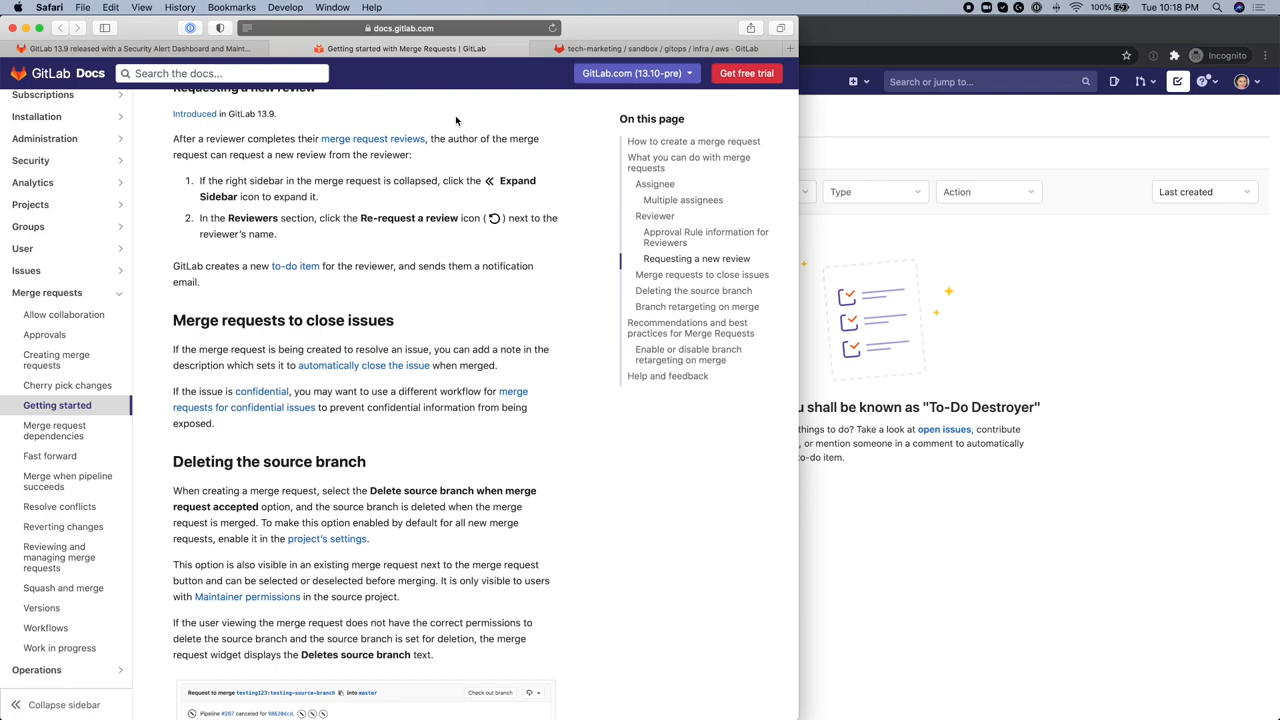 Safari File Edit View History Bookmarks Develop Window Help
docs.gitlab.com
GitLab 13.9 released with a Security Alert Dashboard and Maint...
Getting started with Merge Requests | GitLab
tech-marketing / sandbox / gitops / infra / aws · GitLab
Incognito
GitLab Docs
Search the docs...
GitLab.com (13.10-pre)
Get free trial
Search or jump to...
Subscriptions
Installation
Administration
Security
Analytics
Projects
Groups
User
Issues
Merge requests
Allow collaboration
Approvals
Creating merge
requests
Cherry pick changes
Getting started
Merge request
dependencies
Fast forward
Merge when pipeline
succeeds
Resolve conflicts
Reverting changes
Reviewing and
managing merge
requests
Squash and merge
Versions
Workflows
Work in progress
Operations
Collapse sidebar
Requesting a new review
Introduced in GitLab 13.9.
After a reviewer completes their merge request reviews, the author of the merge
request can request a new review from the reviewer:
1. If the right sidebar in the merge request is collapsed, click the « Expand
Sidebar icon to expand it.
2. In the Reviewers section, click the Re-request a review icon ( ) next to the
reviewer's name.
GitLab creates a new to-do item for the reviewer, and sends them a notification
email.
Merge requests to close issues
If the merge request is being created to resolve an issue, you can add a note in the
description which sets it to automatically close the issue when merged.
If the issue is confidential, you may want to use a different workflow for merge
requests for confidential issues to prevent confidential information from being
exposed.
Deleting the source branch
When creating a merge request, select the Delete source branch when merge
request accepted option, and the source branch is deleted when the merge
request is merged. To make this option enabled by default for all new merge
requests, enable it in the project's settings.
This option is also visible in an existing merge request next to the merge request
button and can be selected or deselected before merging. It is only visible to users
with Maintainer permissions in the source project.
If the user viewing the merge request does not have the correct permissions to
delete the source branch and the source branch is set for deletion, the merge
request widget displays the Deletes source branch text.
Request to merge testing123:testing-source-branch into master
Check out branch
Pipeline #287 canceled for 98620dcd.
On this page
How to create a merge request
What you can do with merge
requests
Assignee
Multiple assignees
Reviewer
Approval Rule information for
Reviewers
Requesting a new review
Merge requests to close issues
Deleting the source branch
Branch retargeting on merge
Recommendations and best
practices for Merge Requests
Enable or disable branch
retargeting on merge
Help and feedback
Type
Action
Last created
u shall be known as "To-Do Destroyer"
things to do? Take a look at open issues, contribute
, or mention someone in a comment to automatically
o-do item.